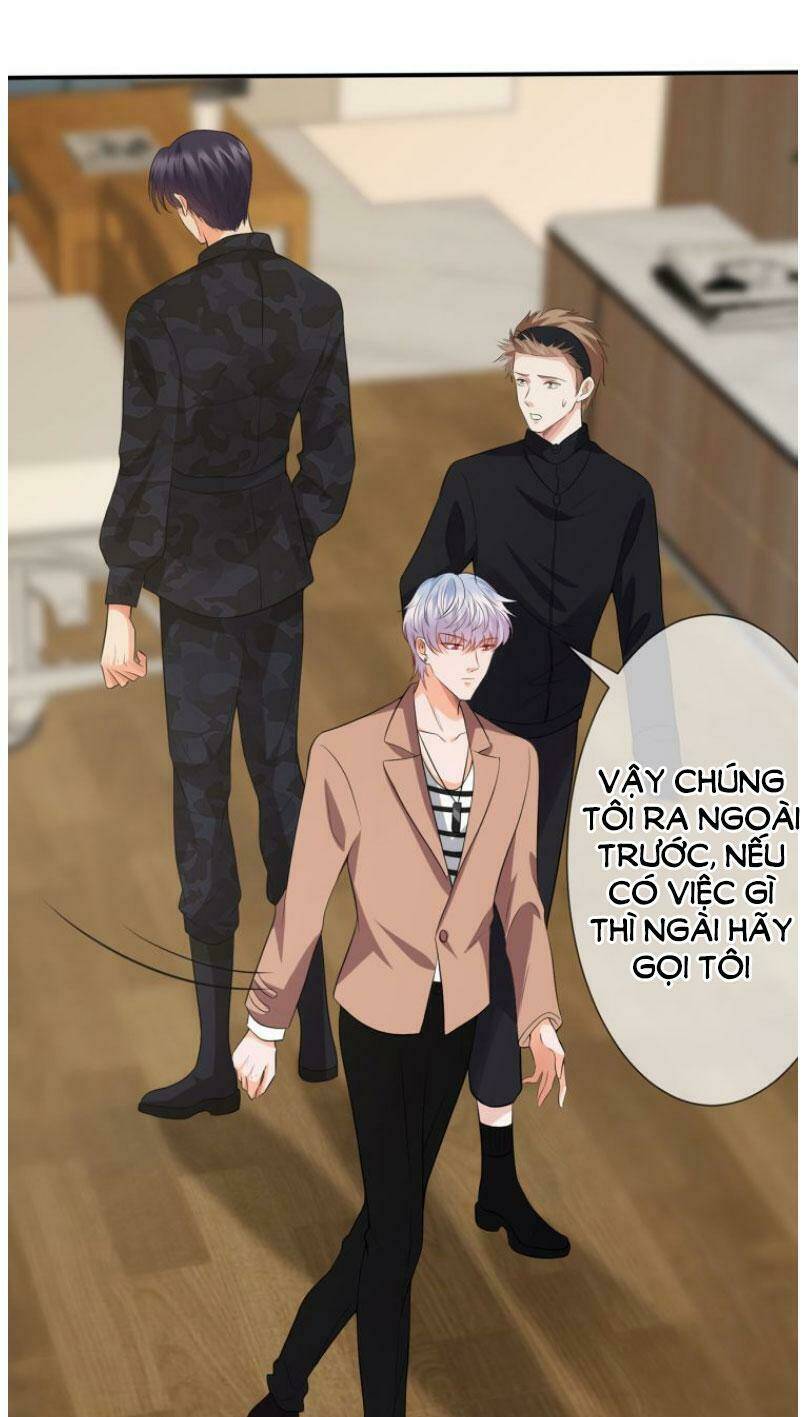 VẬY CHÚNG
TÔI RA NGOÀI
TRƯỚC, NẾU
CÓ VIỆC GÌ
THÌ NGÀI HÃY
GỌI TÔI